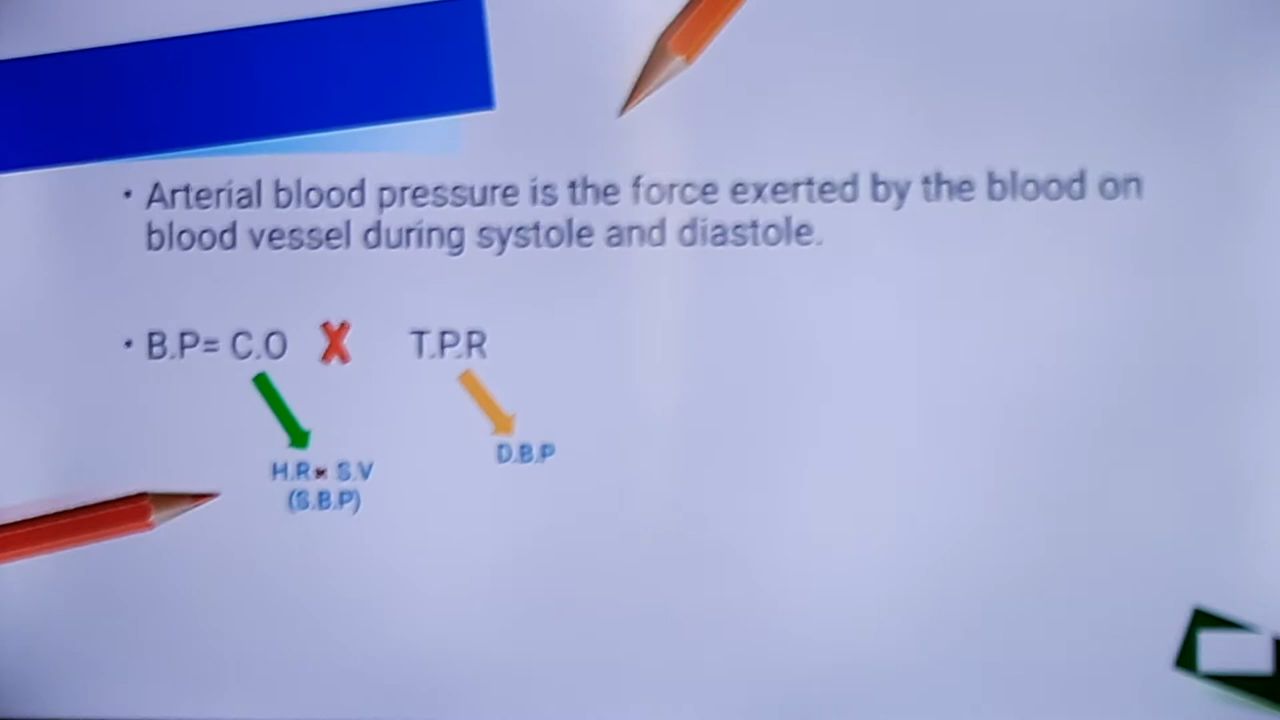 • Arterial blood pressure is the force exerted by the blood on
blood vessel during systole and diastole.
• B.P= C.O X T.P.R
D.B.P
H.R× S.V
(S.B.P)